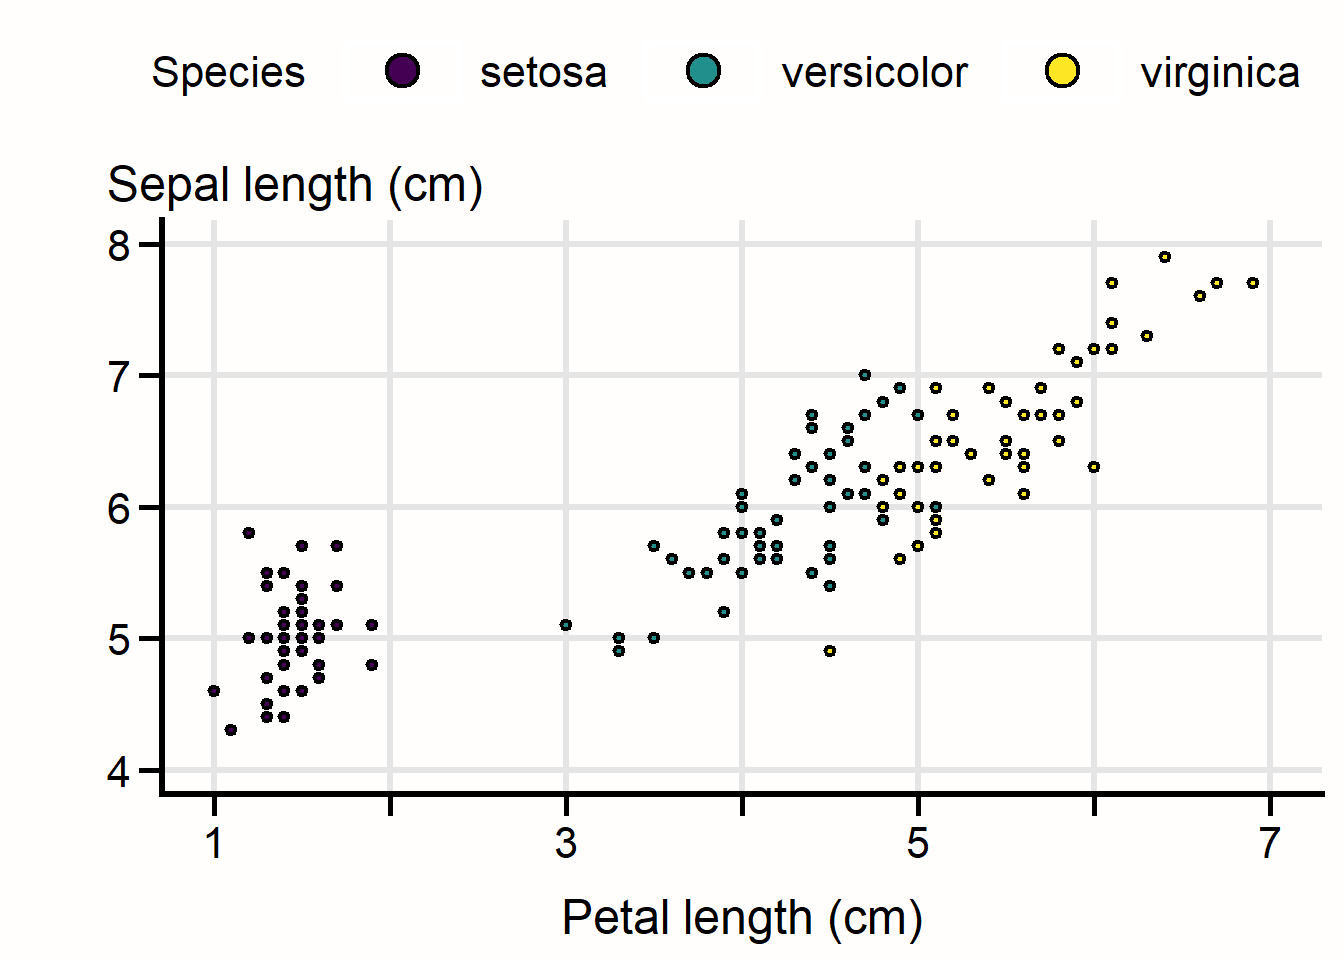 Species setosa versicolor virginica
Sepal length (cm)
8
7
6
5
4
1 3 5 7
Petal length (cm)